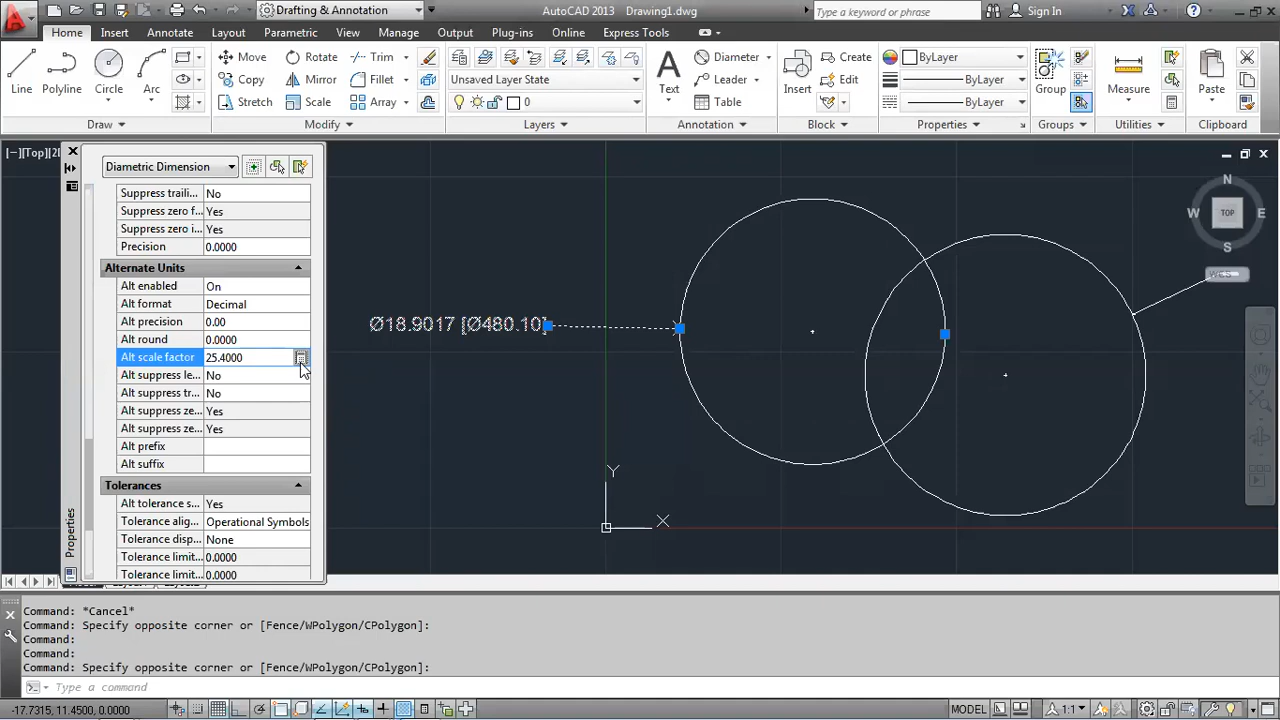 Drafting & Annotation
AutoCAD 2013 Drawing1.dwg
Type a keyword or phrase
Sign In
Home Insert Annotate Layout Parametric View Manage Output Plug-ins Online Express Tools
Line Polyline Circle Arc
Move Rotate Trim
Copy Mirror Fillet
Stretch Scale Array
Unsaved Layer State
0
Text
Diameter
Leader
Table
Insert
Create
Edit
ByLayer
ByLayer
ByLayer
Group
Measure
Paste
Draw Modify Layers Annotation Block Properties Groups Utilities Clipboard
[−][Top][2D
Diametric Dimension
Suppress traili... No
Suppress zero f... Yes
Suppress zero i... Yes
Precision 0.0000
Alternate Units
Alt enabled On
Alt format Decimal
Alt precision 0.00
Alt round 0.0000
Alt scale factor 25.4000
Alt suppress le... No
Alt suppress tr... No
Alt suppress ze... Yes
Alt suppress ze... Yes
Alt prefix
Alt suffix
Tolerances
Alt tolerance s... Yes
Tolerance alig... Operational Symbols
Tolerance disp... None
Tolerance limit... 0.0000
Tolerance limit... 0.0000
Properties
Ø18.9017 [Ø480.10]
N
W TOP E
S
WCS
Y
X
Command: *Cancel*
Command: Specify opposite corner or [Fence/WPolygon/CPolygon]:
Command:
Command:
Command: Specify opposite corner or [Fence/WPolygon/CPolygon]:
Type a command
-17.7315, 11.4500, 0.0000
MODEL
1:1